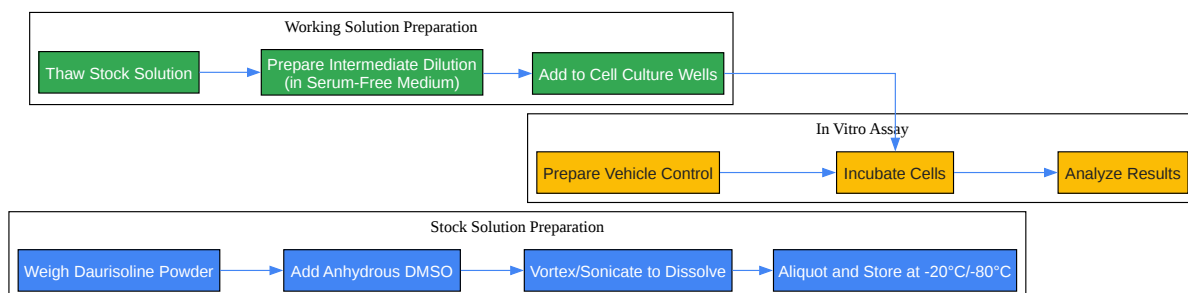 Working Solution Preparation
Thaw Stock Solution
Prepare Intermediate Dilution
(in Serum-Free Medium)
Add to Cell Culture Wells
In Vitro Assay
Prepare Vehicle Control
Incubate Cells
Analyze Results
Stock Solution Preparation
Weigh Daurisoline Powder
Add Anhydrous DMSO
Vortex/Sonicate to Dissolve
Aliquot and Store at -20°C/-80°C